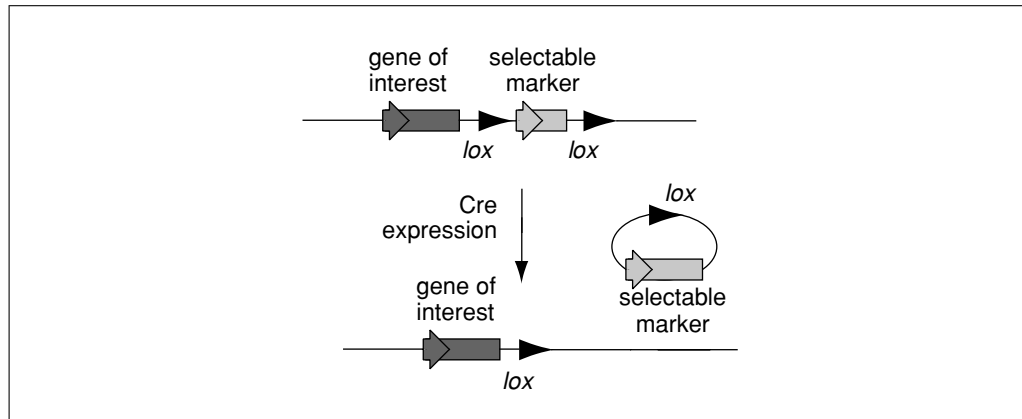 gene of
interest
selectable
marker
lox
lox
Cre
expression
lox
selectable
marker
gene of
interest
lox